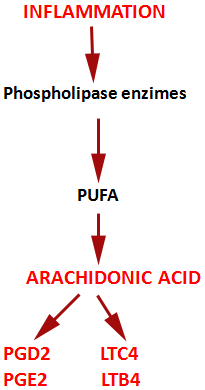 INFLAMMATION
Phospholipase enzimes
PUFA
ARACHIDONIC ACID
PGD2 LTC4
PGE2 LTB4